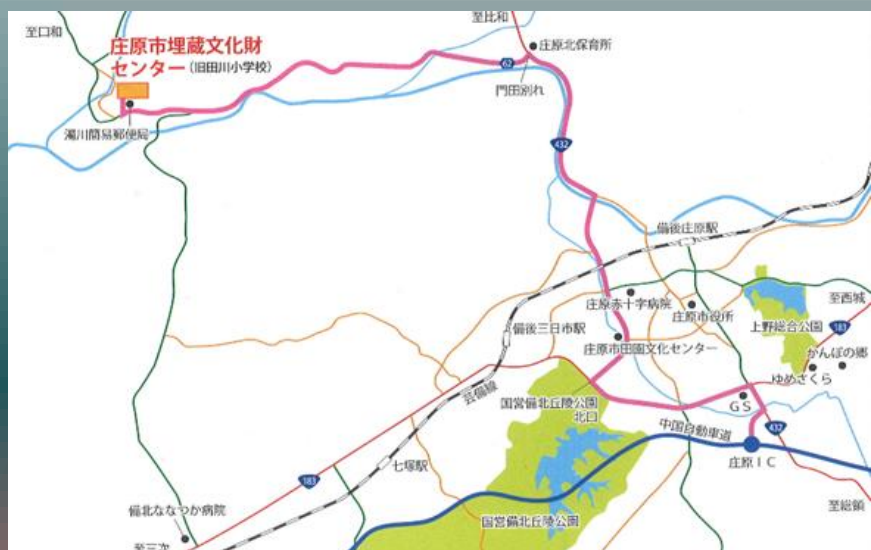 至口和
至比和
庄原市埋蔵文化財
センター(旧田川小学校)
庄原北保育所
62
門田別れ
濁川簡易郵便局
432
備後庄原駅
庄原赤十字病院
庄原市役所
至西城
上野総合公園
183
備後三日市駅
庄原市田園文化センター
かんぽの郷
ゆめさくら
国営備北丘陵公園
北口
GS
芸備線
中国自動車道
432
七塚駅
庄原IC
183
備北ななつか病院
国営備北丘陵公園
至総領
至三次